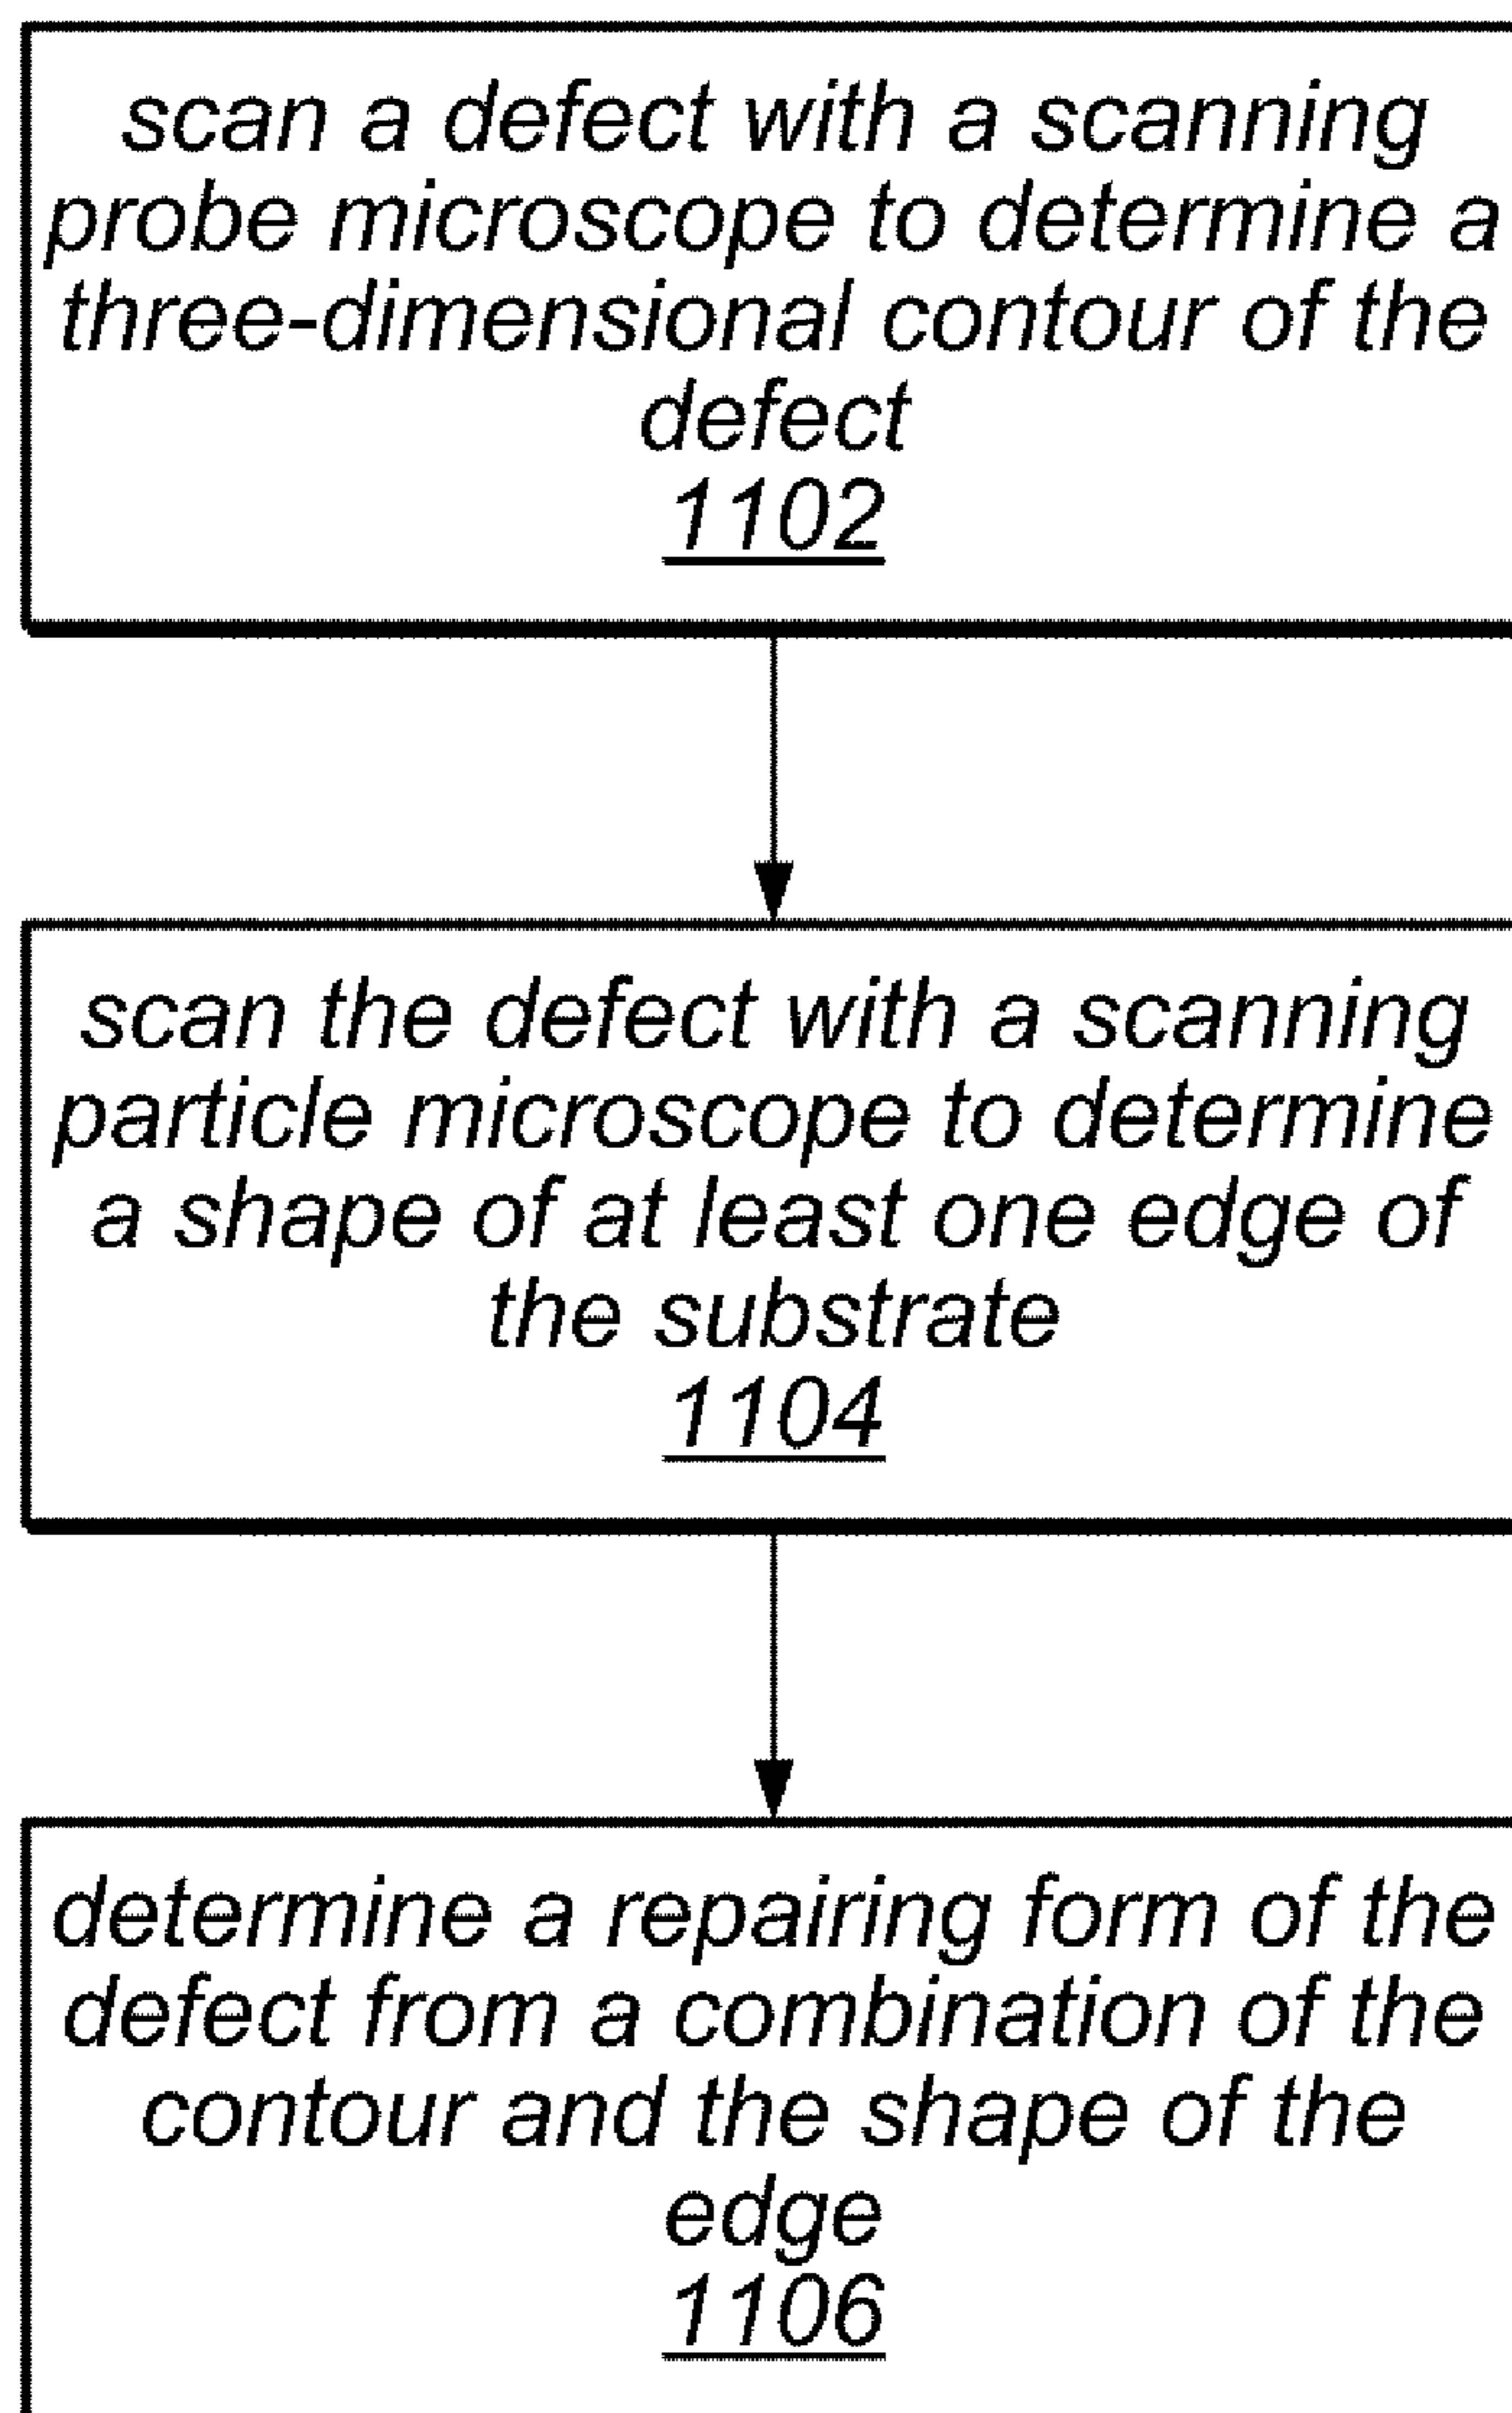 scan a defect with a scanning
probe microscope to determine a
three-dimensional contour of the
defect
1102
scan the defect with a scanning
particle microscope to determine
a shape of at least one edge of
the substrate
1104
determine a repairing form of the
defect from a combination of the
contour and the shape of the
edge
1106